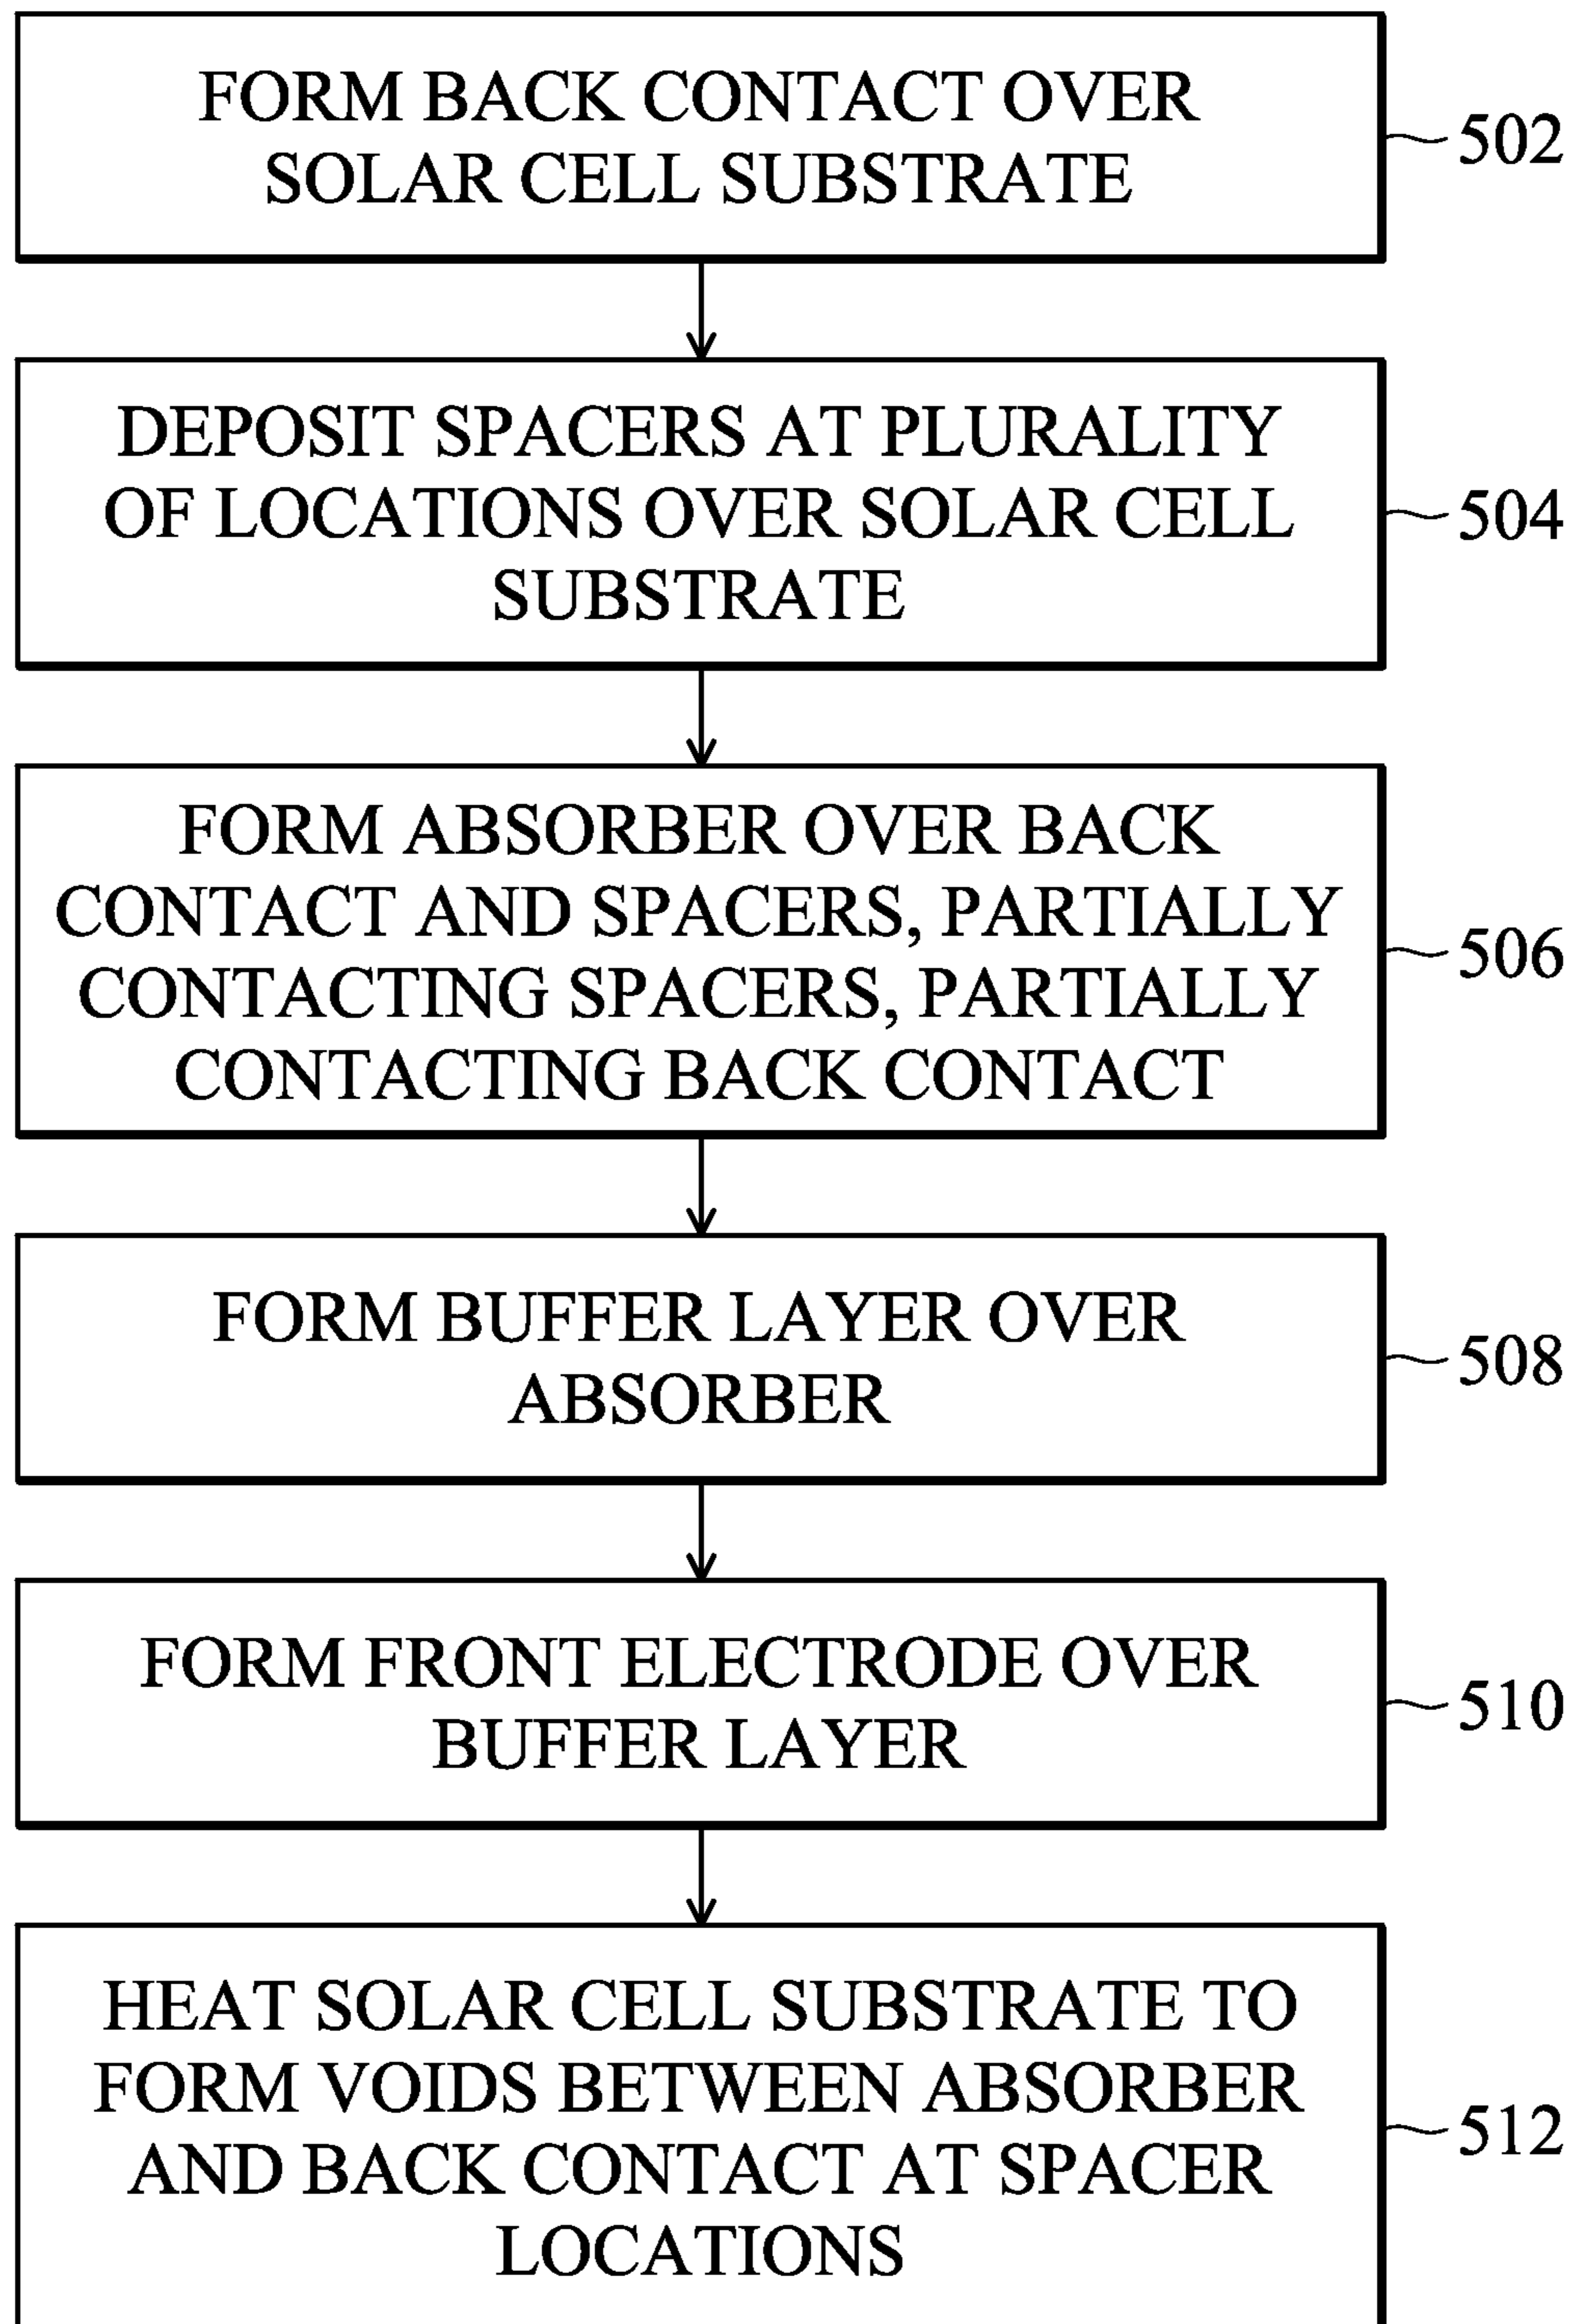 FORM BACK CONTACT OVER
SOLAR CELL SUBSTRATE
502
DEPOSIT SPACERS AT PLURALITY
OF LOCATIONS OVER SOLAR CELL
SUBSTRATE
504
FORM ABSORBER OVER BACK
CONTACT AND SPACERS, PARTIALLY
CONTACTING SPACERS, PARTIALLY
CONTACTING BACK CONTACT
506
FORM BUFFER LAYER OVER
ABSORBER
508
FORM FRONT ELECTRODE OVER
BUFFER LAYER
510
HEAT SOLAR CELL SUBSTRATE TO
FORM VOIDS BETWEEN ABSORBER
AND BACK CONTACT AT SPACER
LOCATIONS
512